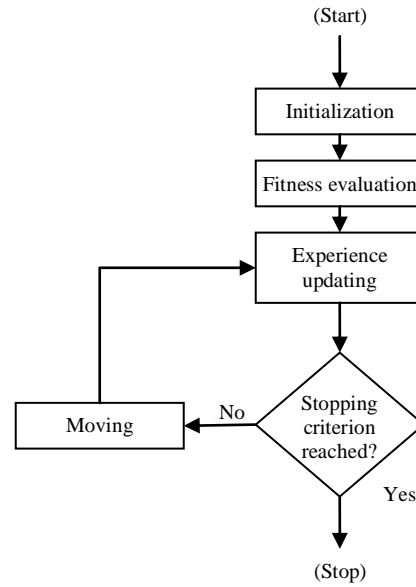 (Start)
Initialization
Fitness evaluation
Experience
updating
Stopping
criterion
reached?
No
Moving
Yes
(Stop)